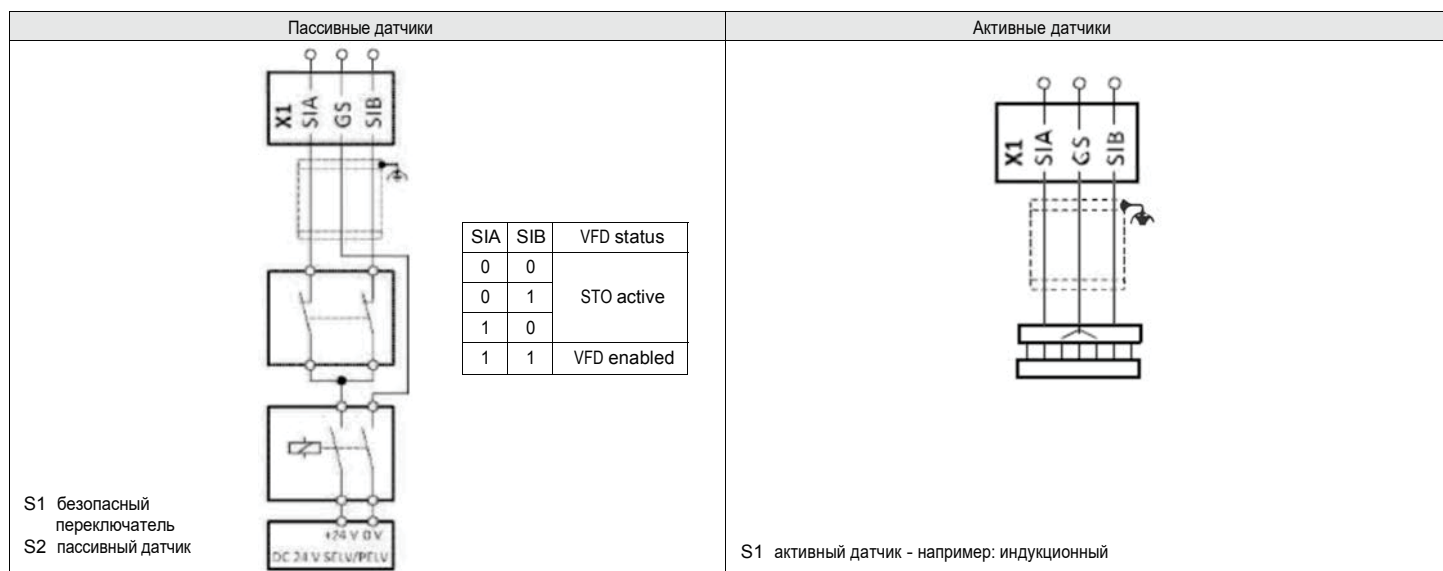 Пассивные датчики
Активные датчики
X1
SIA
GS
SIB
SIA SIB VFD status
0 0
0 1 STO active
1 0
1 1 VFD enabled
+24 V 0 V
DC 24 V SELV/PELV
S1 безопасный
переключатель
S2 пассивный датчик
X1
SIA
GS
SIB
S1 активный датчик - например: индукционный